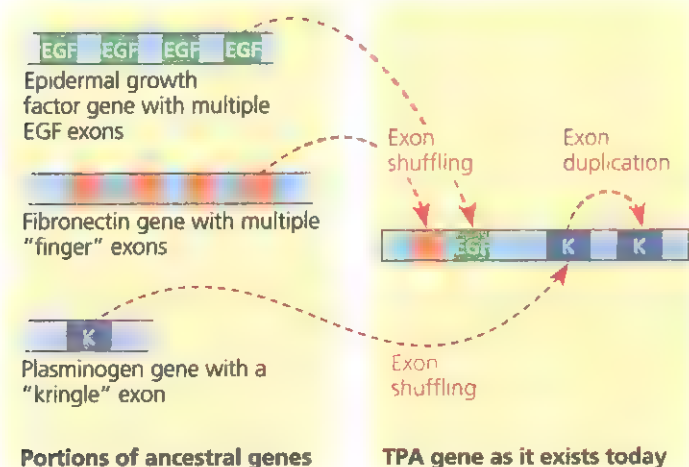 EGF EGF EGF EGF
Epidermal growth
factor gene with multiple
EGF exons
Fibronectin gene with multiple
"finger" exons
K
Plasminogen gene with a
"kringle" exon
Portions of ancestral genes
Exon
shuffling
Exon
duplication
EGF K K
Exon
shuffling
TPA gene as it exists today